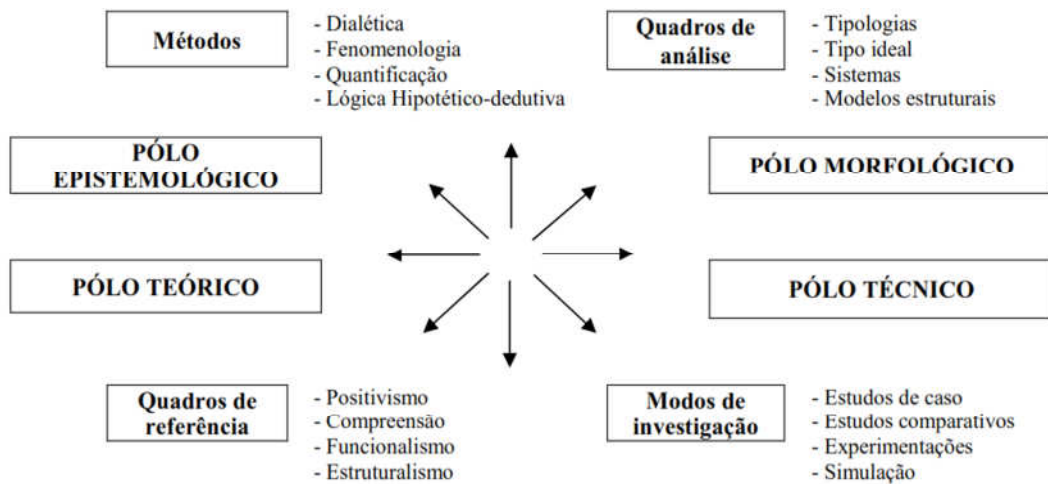 Métodos
- Dialética
- Fenomenologia
- Quantificação
- Lógica Hipotético-dedutiva
Quadros de
análise
- Tipologias
- Tipo ideal
- Sistemas
- Modelos estruturais
PÓLO
EPISTEMOLÓGICO
PÓLO MORFOLÓGICO
PÓLO TEÓRICO
PÓLO TÉCNICO
Quadros de
referência
- Positivismo
- Compreensão
- Funcionalismo
- Estruturalismo
Modos de
investigação
- Estudos de caso
- Estudos comparativos
- Experimentações
- Simulação